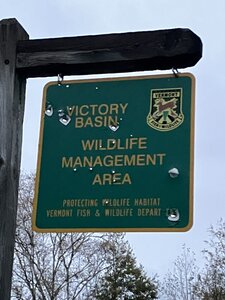 VERMONT
VICTORY
BASIN
WILDLIFE
MANAGEMENT
AREA
PROTECTING WILDLIFE HABITAT
VERMONT FISH & WILDLIFE DEPART